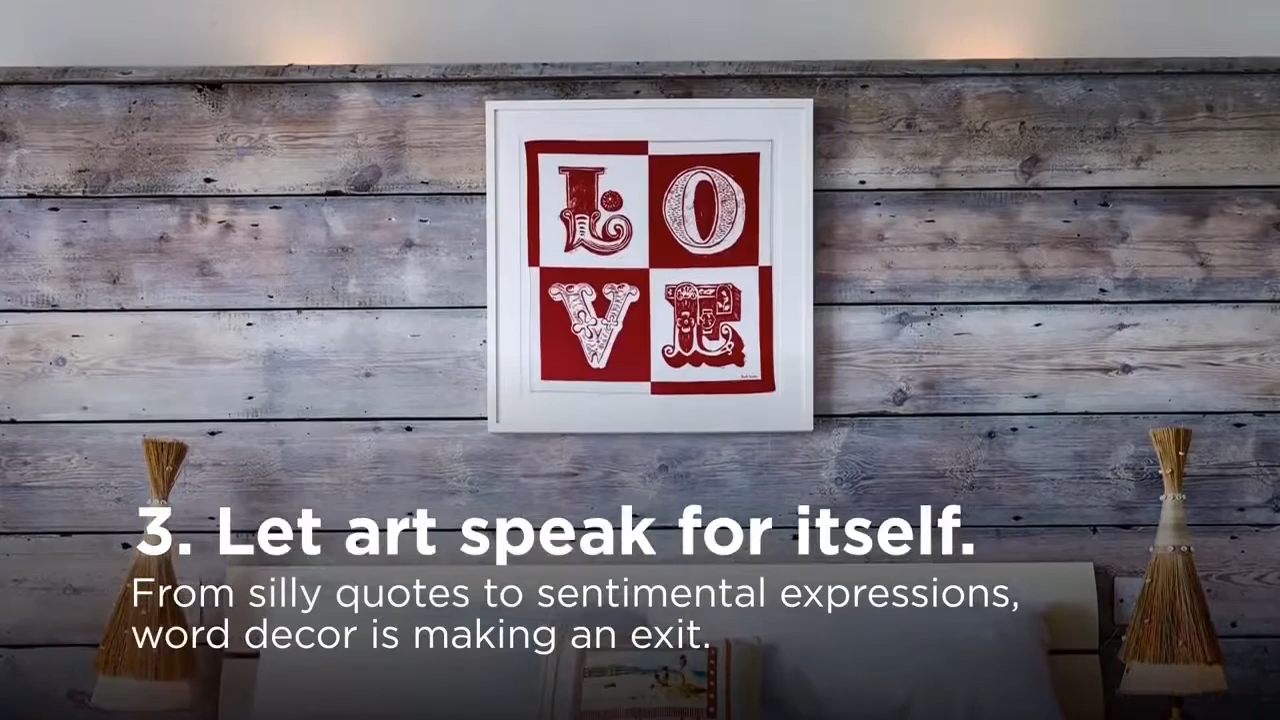 LO
VE
3. Let art speak for itself.
From silly quotes to sentimental expressions,
word decor is making an exit.